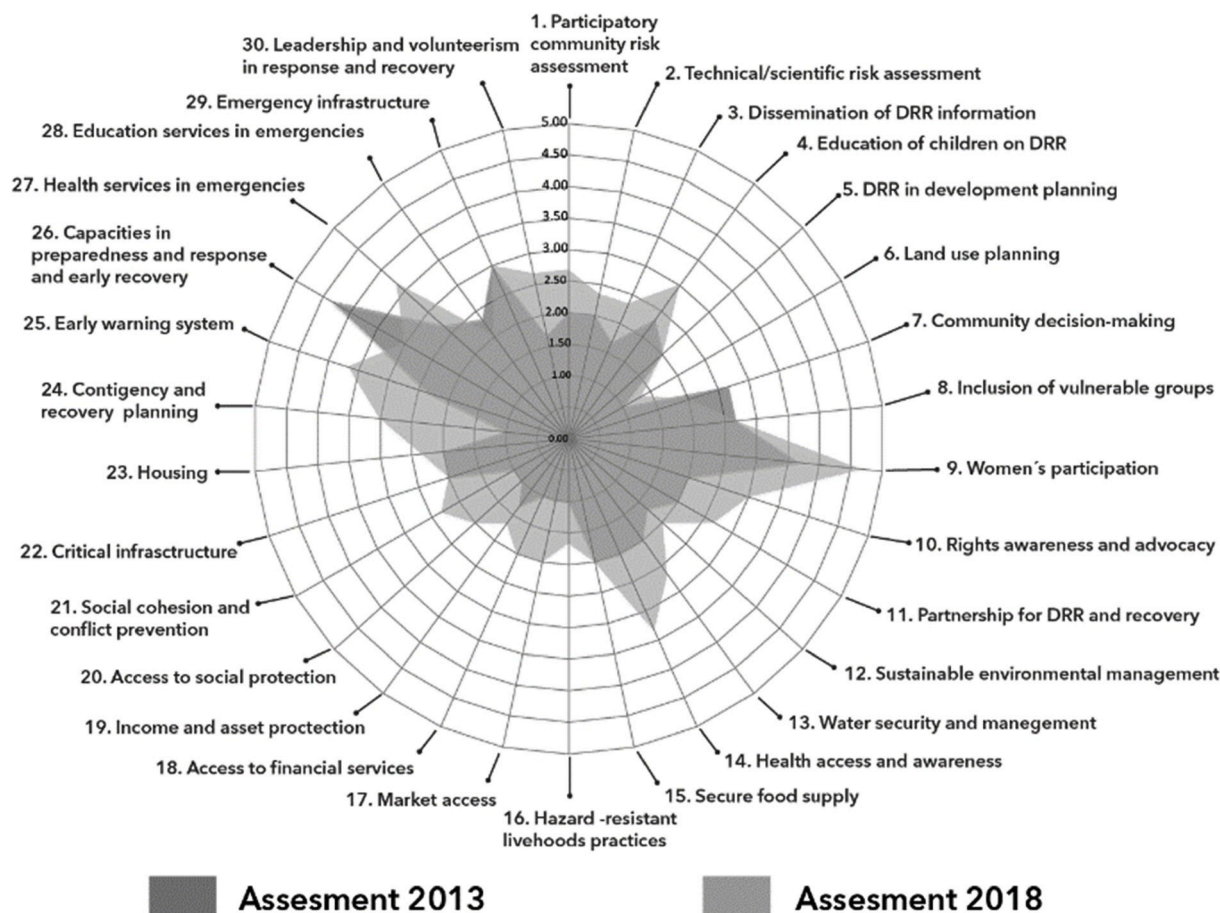 1. Participatory
community risk
assessment
2. Technical/scientific risk assessment
3. Dissemination of DRR information
4. Education of children on DRR
5. DRR in development planning
6. Land use planning
7. Community decision-making
8. Inclusion of vulnerable groups
9. Women´s participation
10. Rights awareness and advocacy
11. Partnership for DRR and recovery
12. Sustainable environmental management
13. Water security and manegement
14. Health access and awareness
15. Secure food supply
16. Hazard -resistant
livehoods practices
17. Market access
18. Access to financial services
19. Income and asset proctection
20. Access to social protection
21. Social cohesion and
conflict prevention
22. Critical infrasctructure
23. Housing
24. Contigency and
recovery planning
25. Early warning system
26. Capacities in
preparedness and response
and early recovery
27. Health services in emergencies
28. Education services in emergencies
29. Emergency infrastructure
30. Leadership and volunteerism
in response and recovery
5.00
4.50
4.00
3.50
3.00
2.50
2.00
1.50
1.00
0.00
Assesment 2013
Assesment 2018